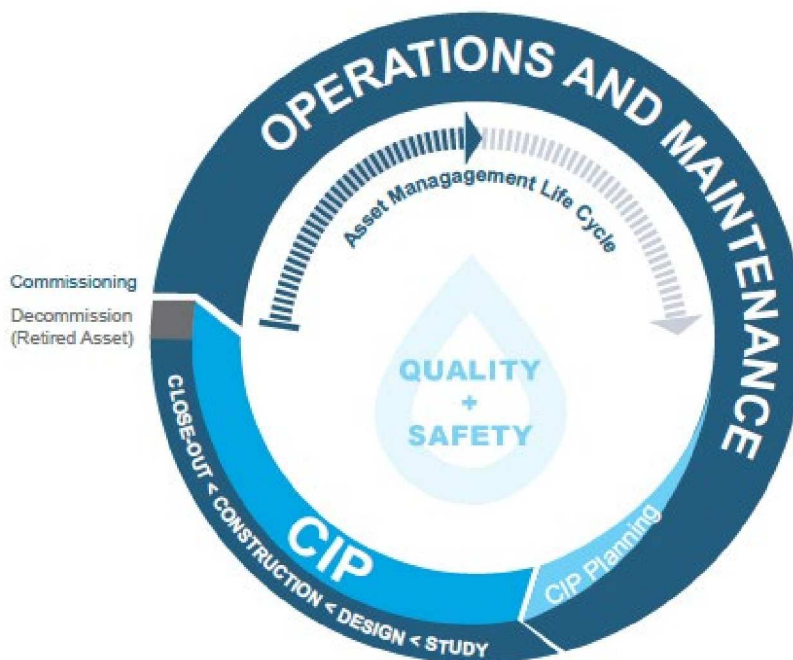 OPERATIONS AND MAINTENANCE
Asset Managagement Life Cycle
Commissioning
Decommission
(Retired Asset)
QUALITY
+
SAFETY
CLOSE-OUT < CONSTRUCTION < DESIGN < STUDY
CIP
CIP Planning